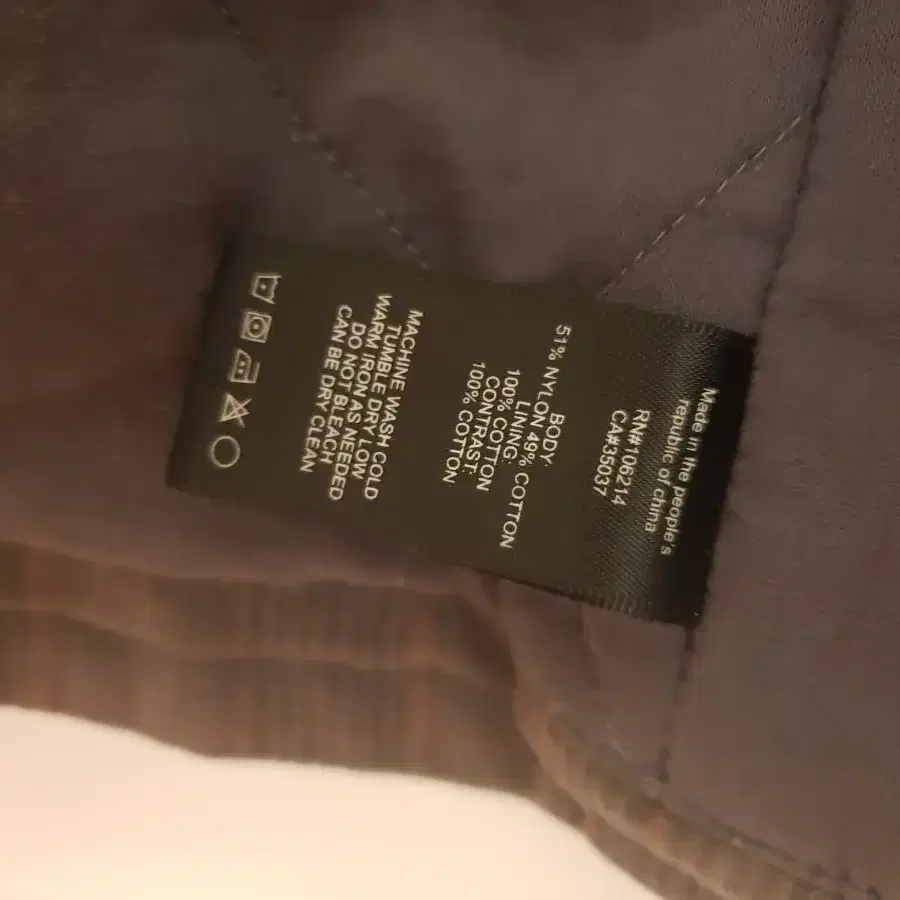 Made in the people's
republic of china
RN#106214
CA#35037
BODY:
51% NYLON 49% COTTON
LINING:
100% COTTON
CONTRAST:
100% COTTON
MACHINE WASH COLD
TUMBLE DRY LOW
WARM IRON AS NEEDED
DO NOT BLEACH
CAN BE DRY CLEAN